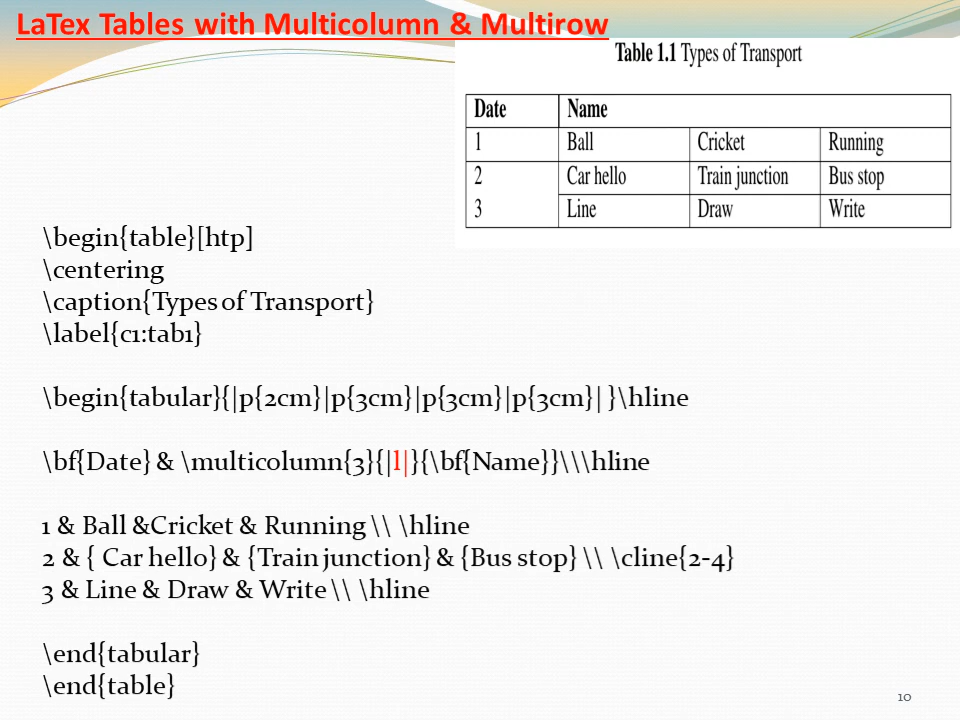 LaTex Tables with Multicolumn & Multirow
Table 1.1 Types of Transport
Date Name
1 Ball Cricket Running
2 Car hello Train junction Bus stop
3 Line Draw Write
\begin{table}[htp]
\centering
\caption{Types of Transport}
\label{c1:tab1}
\begin{tabular}{|p{2cm}|p{3cm}|p{3cm}|p{3cm}| }\hline
\bf{Date} & \multicolumn{3}{|l|}{\bf{Name}}\\\hline
1 & Ball &Cricket & Running \\ \hline
2 & { Car hello} & {Train junction} & {Bus stop} \\ \cline{2-4}
3 & Line & Draw & Write \\ \hline
\end{tabular}
\end{table}
10